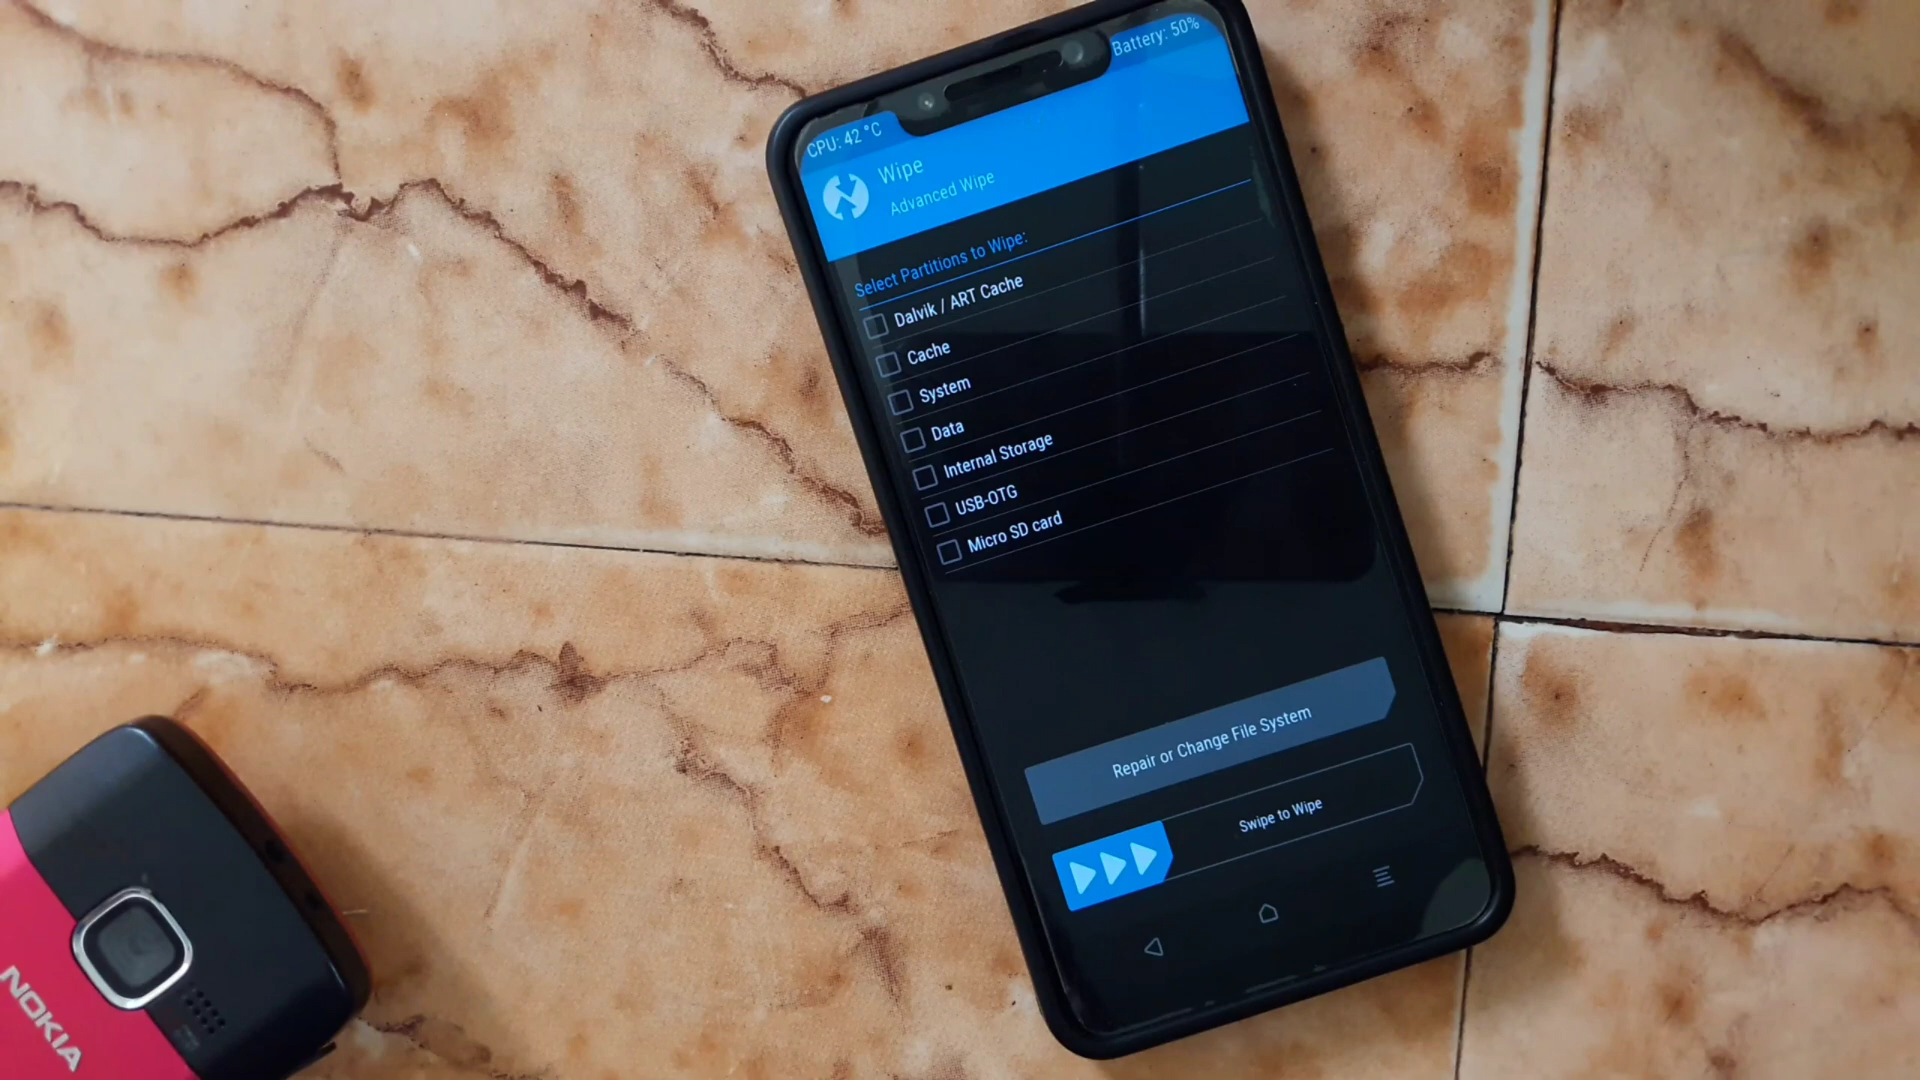 CPU: 42 °C
Battery: 50%
Wipe
Advanced Wipe
Select Partitions to Wipe:
Dalvik / ART Cache
Cache
System
Data
Internal Storage
USB-OTG
Micro SD card
Repair or Change File System
Swipe to Wipe
NOKIA